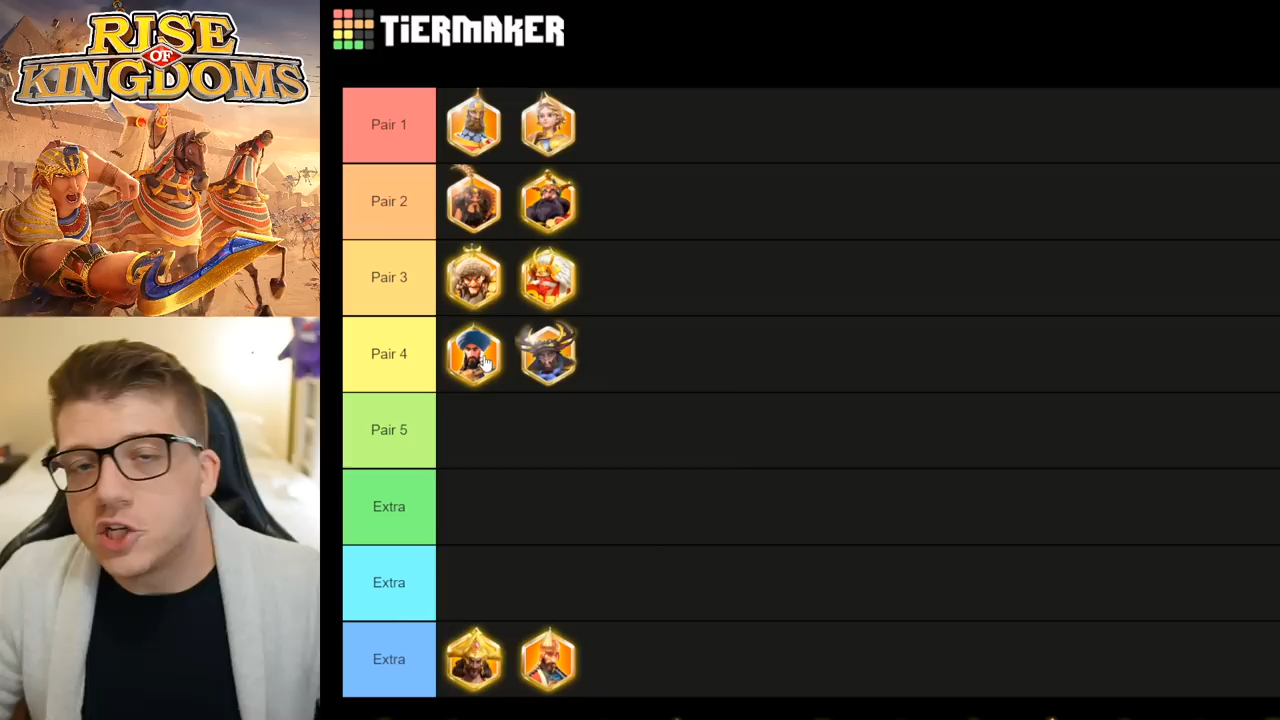 RISE
OF
KINGDOMS
TiERMAKER
Pair 1
Pair 2
Pair 3
Pair 4
Pair 5
Extra
Extra
Extra